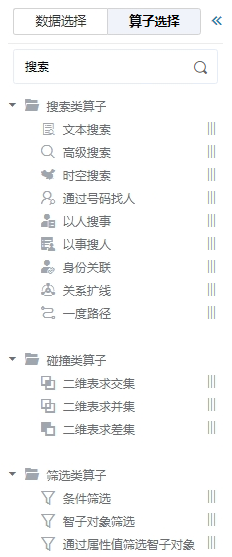 数据选择 算子选择
搜索
搜索类算子
文本搜索
高级搜索
时空搜索
通过号码找人
以人搜事
以事搜人
身份关联
关系扩线
一度路径
碰撞类算子
二维表求交集
二维表求并集
二维表求差集
筛选类算子
条件筛选
智子对象筛选
通过属性值筛选智子对象